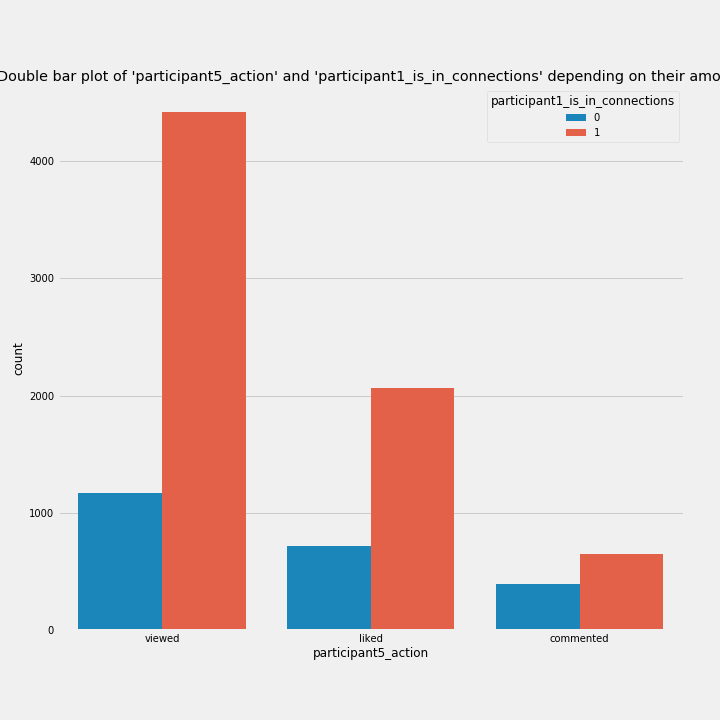 Double bar plot of 'participant5_action' and 'participant1_is_in_connections' depending on their amo
participant1_is_in_connections
0
1
4000
3000
2000
1000
0
count
viewed
liked
commented
participant5_action